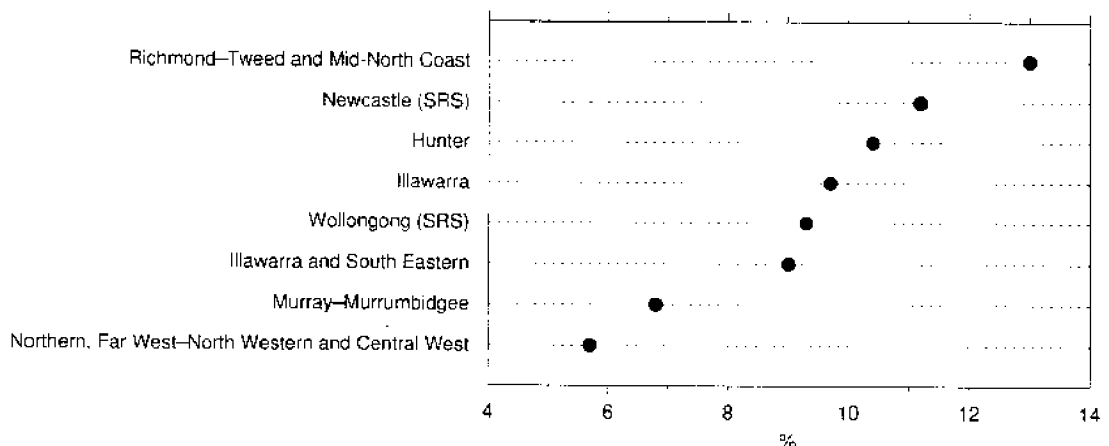 Richmond–Tweed and Mid-North Coast
Newcastle (SRS)
Hunter
Illawarra
Wollongong (SRS)
Illawarra and South Eastern
Murray–Murrumbidgee
Northern, Far West–North Western and Central West
4 6 8 10 12 14
%